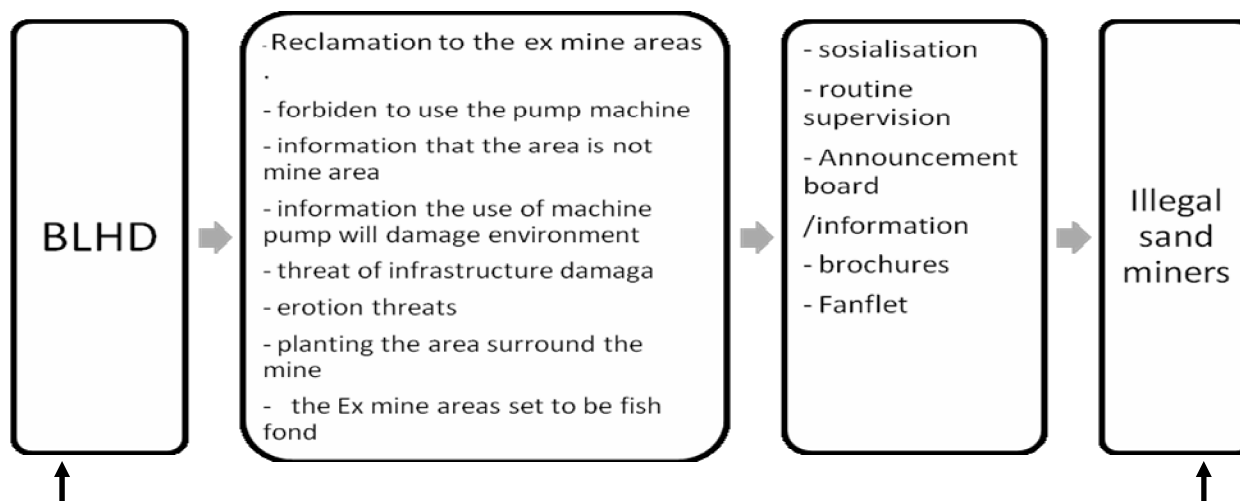 BLHD
- Reclamation to the ex mine areas
.
- forbiden to use the pump machine
- information that the area is not
mine area
- information the use of machine
pump will damage environment
- threat of infrastructure damaga
- erotion threats
- planting the area surround the
mine
- the Ex mine areas set to be fish
fond
- sosialisation
- routine
supervision
- Announcement
board
/information
- brochures
- Fanflet
Illegal
sand
miners